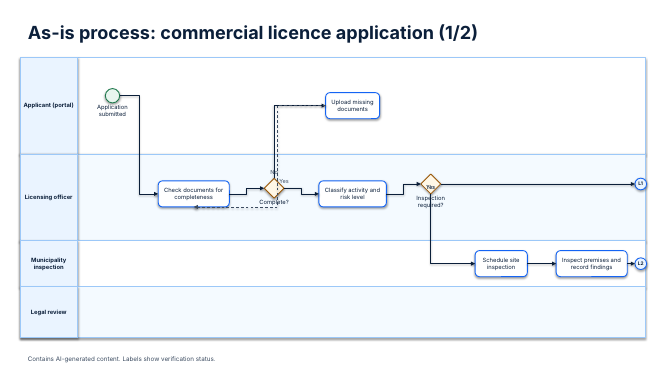 As-is process: commercial licence application (1/2)
Applicant (portal)
Application
submitted
Upload missing
documents
Licensing officer
Check documents for
completeness
No
Yes
Complete?
Classify activity and
risk level
Yes
Inspection
required?
L1
Municipality
inspection
Schedule site
inspection
Inspect premises and
record findings
L2
Legal review
Contains AI-generated content. Labels show verification status.